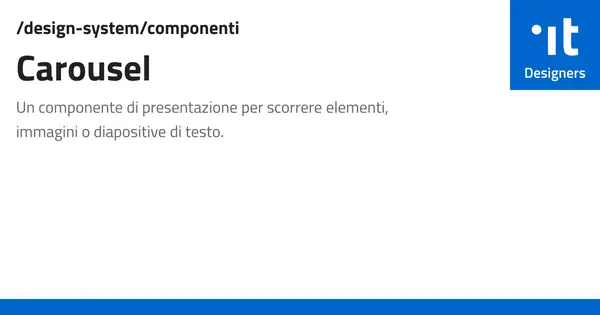 /design-system/componenti
Carousel
Un componente di presentazione per scorrere elementi,
immagini o diapositive di testo.
it
Designers